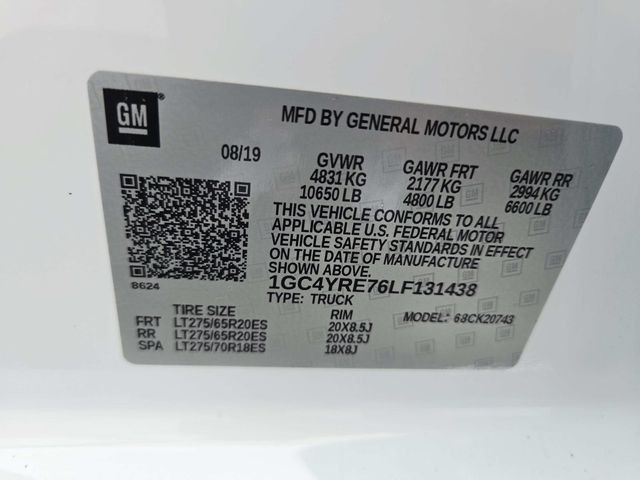 GM
MFD BY GENERAL MOTORS LLC
08/19 GVWR GAWR FRT GAWR RR
4831 KG 2177 KG 2994 KG
10650 LB 4800 LB 6600 LB
THIS VEHICLE CONFORMS TO ALL
APPLICABLE U.S. FEDERAL MOTOR
VEHICLE SAFETY STANDARDS IN EFFECT
ON THE DATE OF MANUFACTURE
SHOWN ABOVE.
8624
1GC4YRE76LF131438
TYPE: TRUCK MODEL: 68CK20743
TIRE SIZE RIM
FRT LT275/65R20ES 20X8.5J
RR LT275/65R20ES 20X8.5J
SPA LT275/70R18ES 18X8J